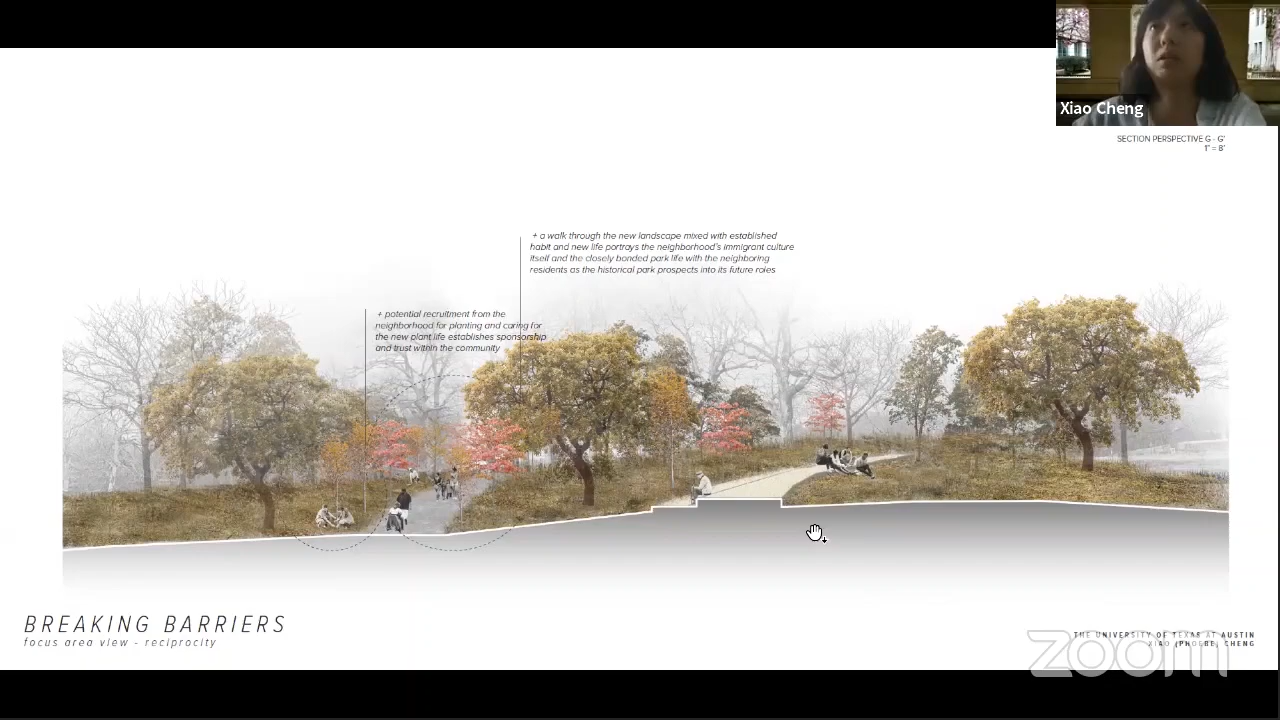 Xiao Cheng
SECTION PERSPECTIVE G - G'
1" = 8'
+ a walk through the new landscape mixed with established
habit and new life portrays the neighborhood's immigrant culture
itself and the closely bonded park life with the neighboring
residents as the historical park prospects into its future roles
+ potential recruitment from the
neighborhood for planting and caring for
the new plant life establishes sponsorship
and trust within the community
BREAKING BARRIERS
focus area view - reciprocity
THE UNIVERSITY OF TEXAS AT AUSTIN
XIAO (PHOEBE) CHENG
zoom